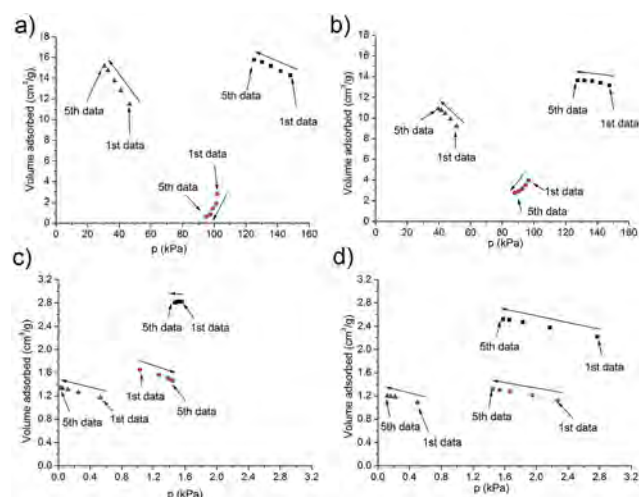 a)
Volume adsorbed (cm³/g)
18
16
14
12
10
8
6
4
2
0
5th data
1st data
5th data
1st data
1st data
5th data
0 20 40 60 80 100 120 140 160
p (kPa)
b)
Volume adsorbed (cm³/g)
18
16
14
12
10
8
6
4
2
0
5th data
1st data
5th data
1st data
1st data
5th data
0 20 40 60 80 100 120 140 160
p (kPa)
c)
Volume adsorbed (cm³/g)
3.2
2.8
2.4
2.0
1.6
1.2
0.8
0.4
0.0
5th data
1st data
5th data
1st data
1st data
5th data
0.0 0.4 0.8 1.2 1.6 2.0 2.4 2.8 3.2
p (kPa)
d)
Volume adsorbed (cm³/g)
3.2
2.8
2.4
2.0
1.6
1.2
0.8
0.4
0.0
5th data
1st data
5th data
1st data
5th data
1st data
0.0 0.4 0.8 1.2 1.6 2.0 2.4 2.8 3.2
p (kPa)